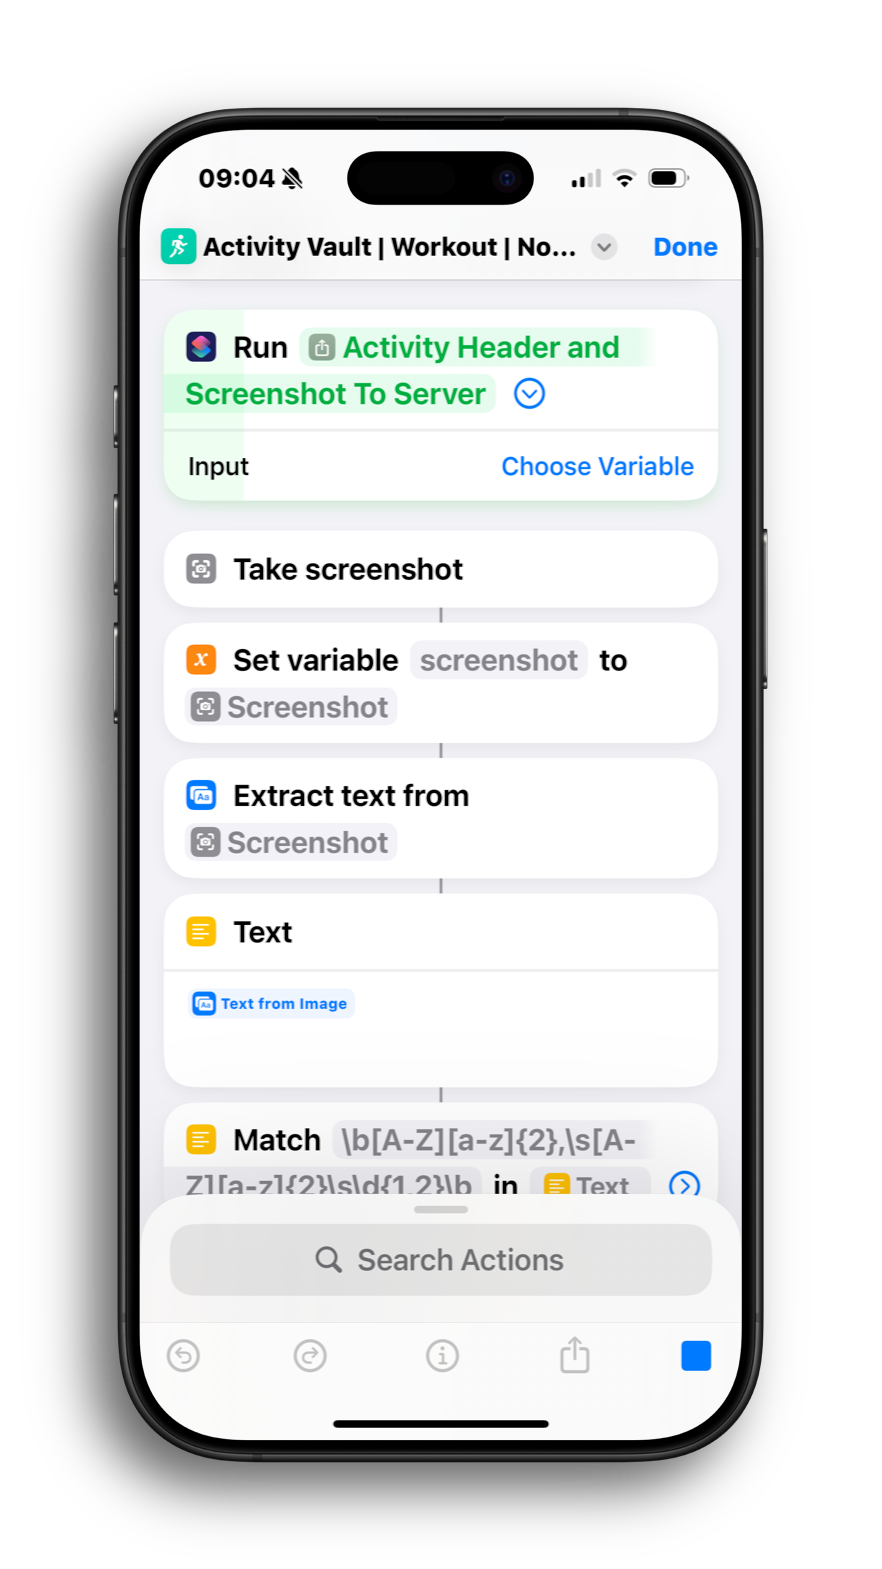 09:04
Activity Vault | Workout | No...
Done
Run Activity Header and
Screenshot To Server
Input Choose Variable
Take screenshot
Set variable screenshot to
Screenshot
Extract text from
Screenshot
Text
Text from Image
Match \b[A-Z][a-z]{2},\s[A-
Z][a-z]{2}\s\d{1,2}\b in Text
Search Actions